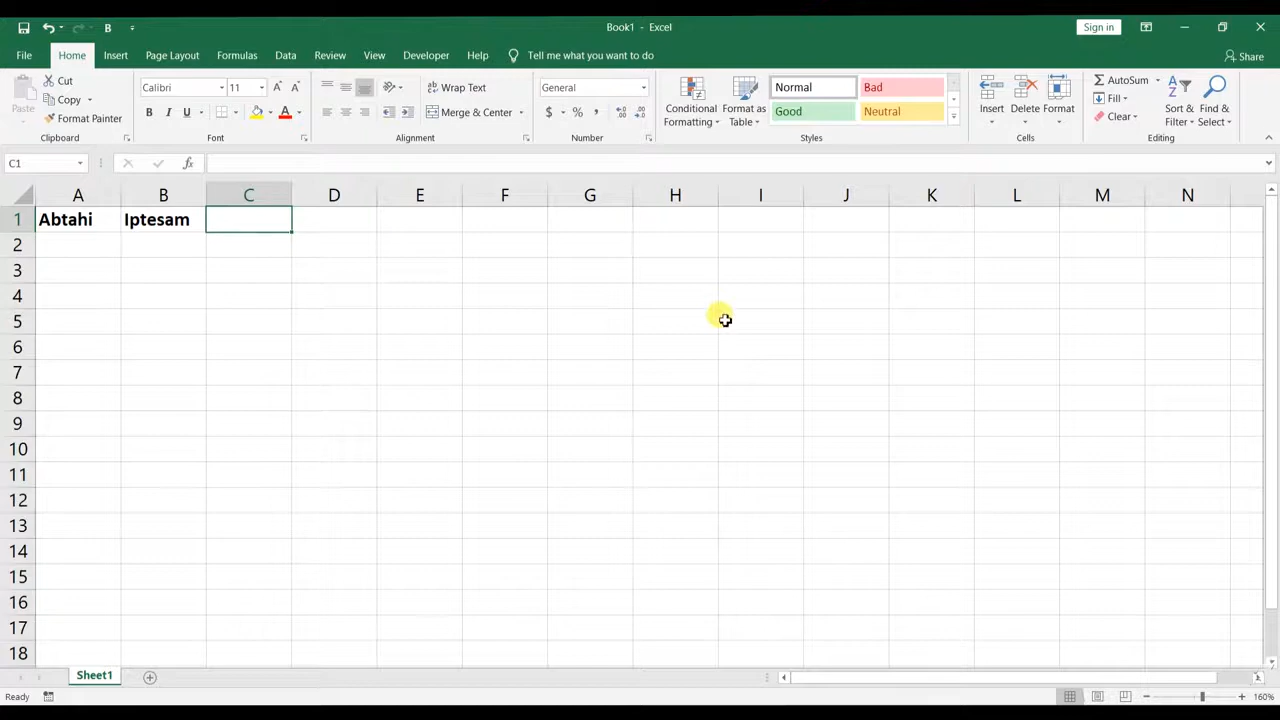 B
Book1 - Excel
Sign in
File Home Insert Page Layout Formulas Data Review View Developer Help Tell me what you want to do Share
Paste
Cut
Copy
Format Painter
Clipboard
Calibri 11 A A
B I U A
Font
ab Wrap Text
Merge & Center
Alignment
General
$ % ,
Number
Conditional Formatting
Format as Table
Normal Bad
Good Neutral
Styles
Insert Delete Format
Cells
AutoSum
Fill
Clear
Sort & Filter
Find & Select
Editing
C1 fx
A B C D E F G H I J K L M N
1 Abtahi Iptesam
2
3
4
5
6
7
8
9
10
11
12
13
14
15
16
17
18
Sheet1
Ready 160%